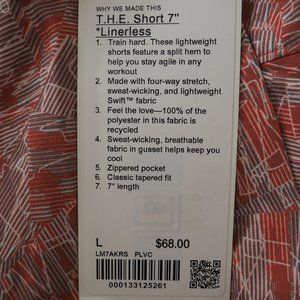 WHY WE MADE THIS
T.H.E. Short 7"
*Linerless
1. Train hard. These lightweight
shorts feature a split hem to
help you stay agile in any
workout
2. Made with four-way stretch,
sweat-wicking, and lightweight
Swift™ fabric
3. Feel the love—100% of the
polyester in this fabric is
recycled
4. Sweat-wicking, breathable
fabric in gusset helps keep you
cool
5. Zippered pocket
6. Classic tapered fit
7. 7" length
L $68.00
LM7AKRS PLVC
000133125261